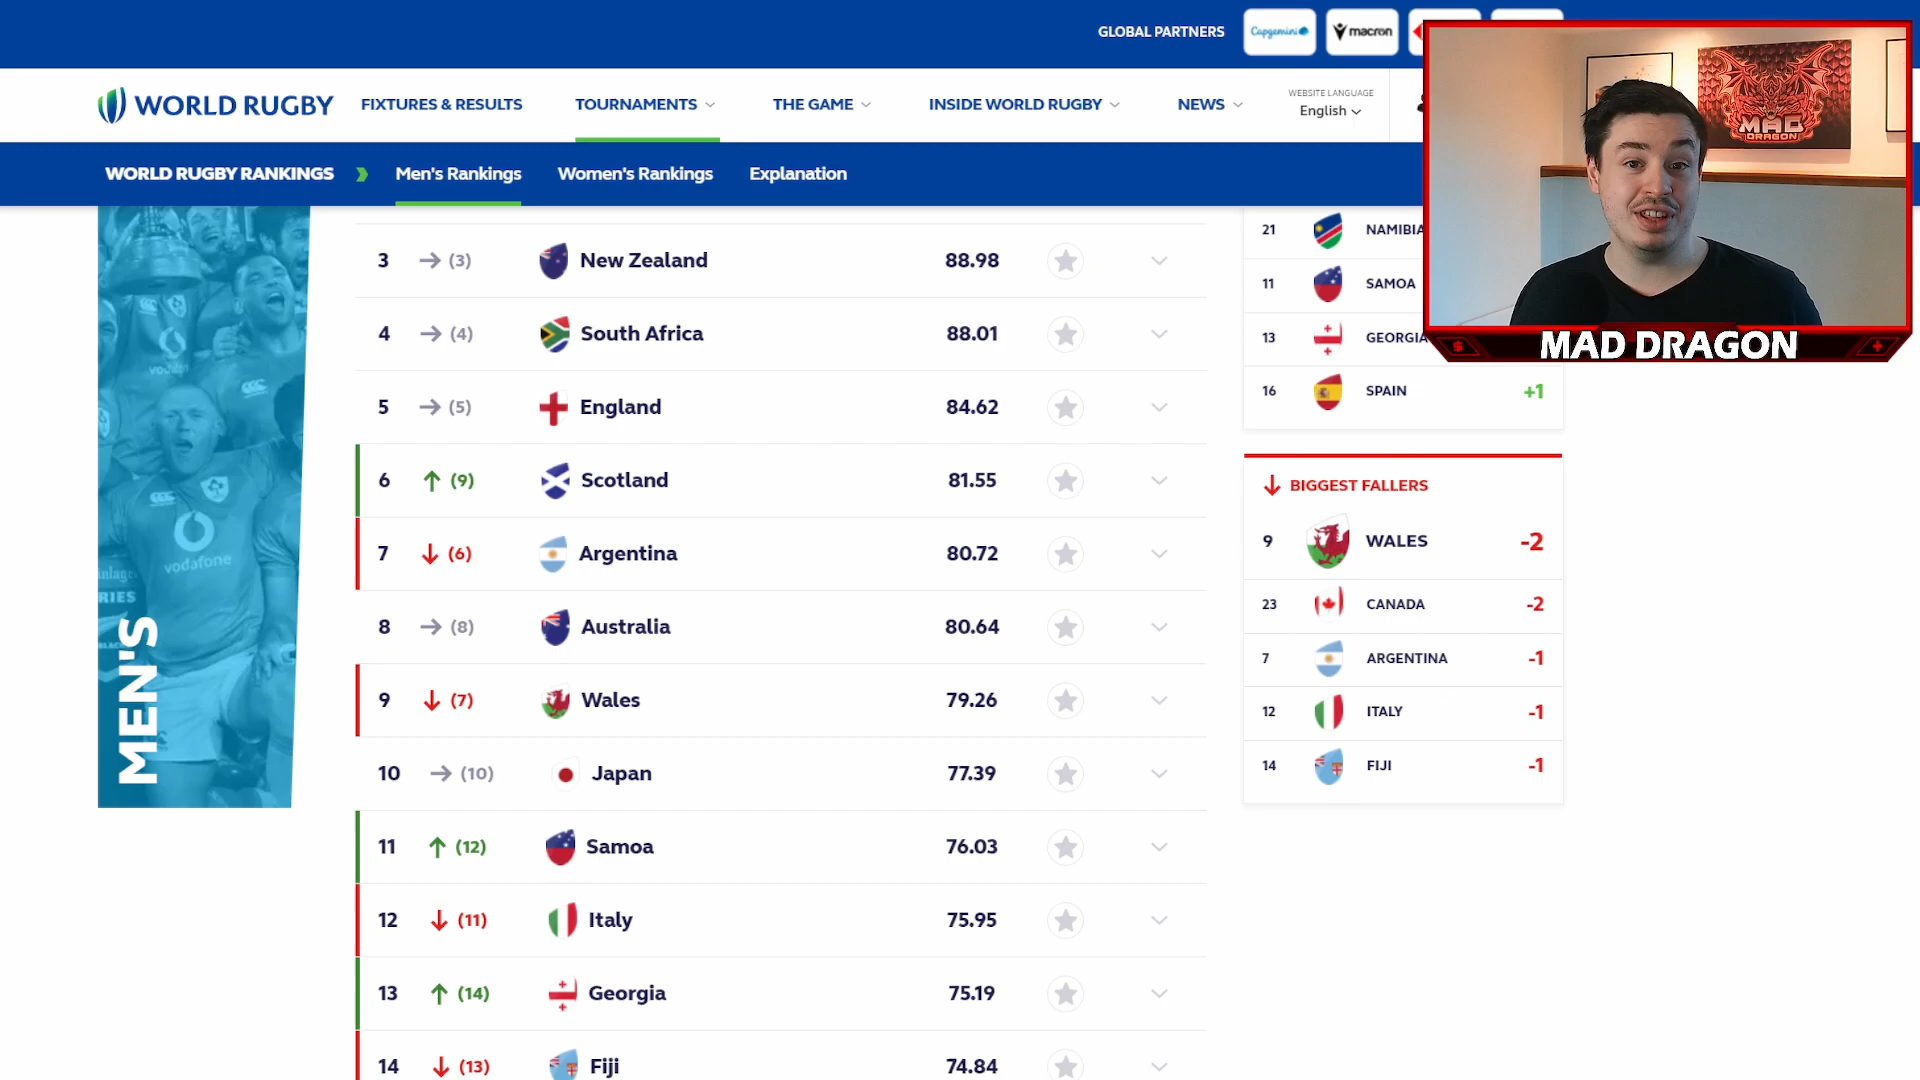 GLOBAL PARTNERS
Capgemini
macron
WORLD RUGBY
FIXTURES & RESULTS
TOURNAMENTS
THE GAME
INSIDE WORLD RUGBY
NEWS
WEBSITE LANGUAGE
English
WORLD RUGBY RANKINGS
Men's Rankings
Women's Rankings
Explanation
MAD
DRAGON
MAD DRAGON
3 (3) New Zealand 88.98
4 (4) South Africa 88.01
5 (5) England 84.62
6 (9) Scotland 81.55
7 (6) Argentina 80.72
8 (8) Australia 80.64
9 (7) Wales 79.26
10 (10) Japan 77.39
11 (12) Samoa 76.03
12 (11) Italy 75.95
13 (14) Georgia 75.19
14 (13) Fiji 74.84
21 NAMIBIA
11 SAMOA
13 GEORGIA
16 SPAIN +1
BIGGEST FALLERS
9 WALES -2
23 CANADA -2
7 ARGENTINA -1
12 ITALY -1
14 FIJI -1
MEN'S
vodafone
RIES